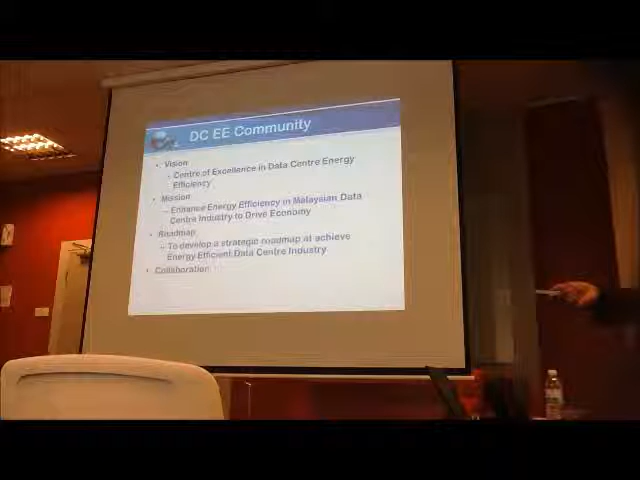 DC EE Community
• Vision
– Centre of Excellence in Data Centre Energy
Efficiency
• Mission
– Enhance Energy Efficiency in Malaysian Data
Centre Industry to Drive Economy
• Roadmap
– To develop a strategic roadmap at achieve
Energy Efficient Data Centre Industry
• Collaboration